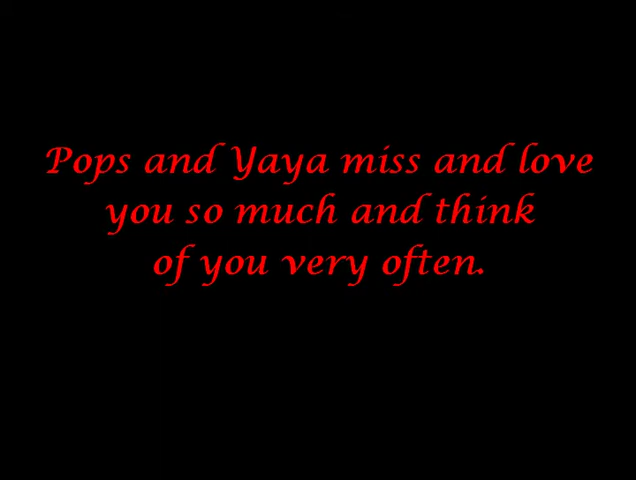 Pops and Yaya miss and love
you so much and think
of you very often.